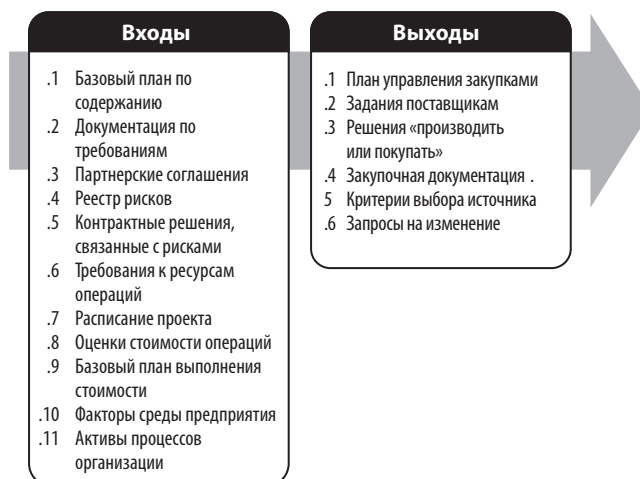 Входы
.1 Базовый план по
содержанию
.2 Документация по
требованиям
.3 Партнерские соглашения
.4 Реестр рисков
.5 Контрактные решения,
связанные с рисками
.6 Требования к ресурсам
операций
.7 Расписание проекта
.8 Оценки стоимости операций
.9 Базовый план выполнения
стоимости
.10 Факторы среды предприятия
.11 Активы процессов
организации
Выходы
.1 План управления закупками
.2 Задания поставщикам
.3 Решения «производить
или покупать»
.4 Закупочная документация .
5 Критерии выбора источника
.6 Запросы на изменение